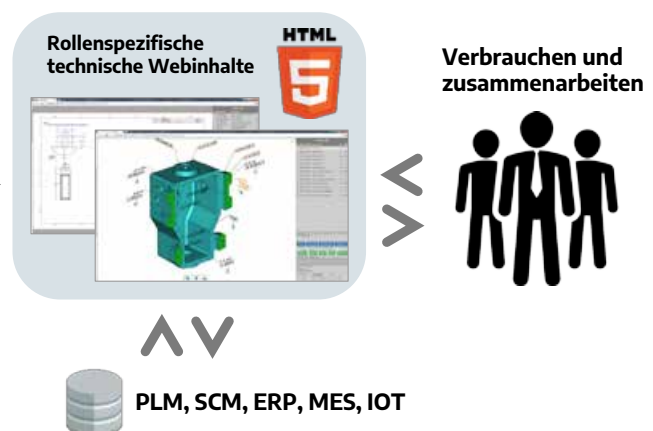 Rollenspezifische
technische Webinhalte
HTML
5
Verbrauchen und
zusammenarbeiten
PLM, SCM, ERP, MES, IOT